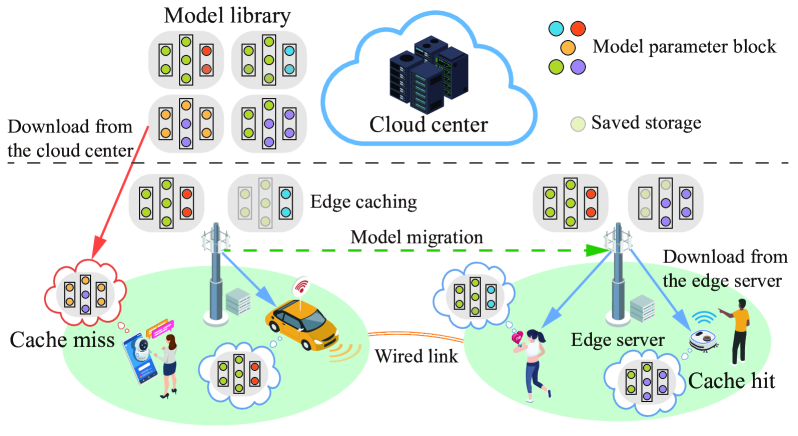 Model library
Model parameter block
Cloud center
Saved storage
Download from
the cloud center
Edge caching
Model migration
Download from
the edge server
Cache miss
Wired link
Edge server
Cache hit